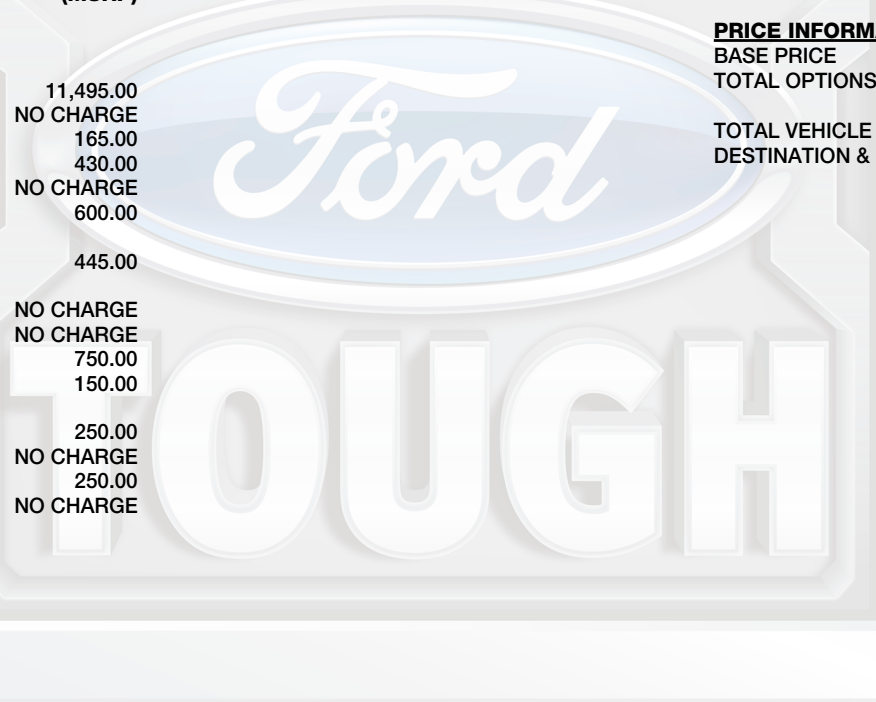 (MSRP)
11,495.00
NO CHARGE
165.00
430.00
NO CHARGE
600.00
445.00
NO CHARGE
NO CHARGE
750.00
150.00
250.00
NO CHARGE
250.00
NO CHARGE
PRICE INFORMA
BASE PRICE
TOTAL OPTIONS
TOTAL VEHICLE
DESTINATION &
Ford
TOUGH